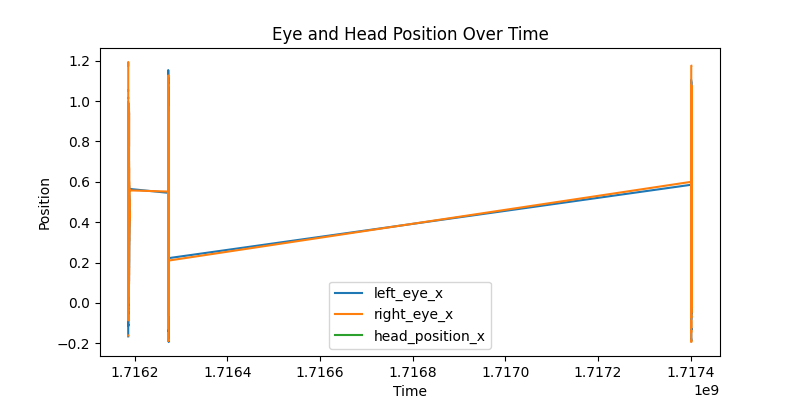 Eye and Head Position Over Time
Position
1.2
1.0
0.8
0.6
0.4
0.2
0.0
−0.2
left_eye_x
right_eye_x
head_position_x
1.7162 1.7164 1.7166 1.7168 1.7170 1.7172 1.7174
Time
1e9